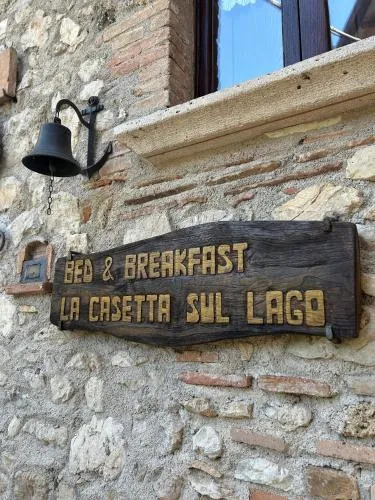 BED & BREAKFAST
LA CASETTA SUL LAGO